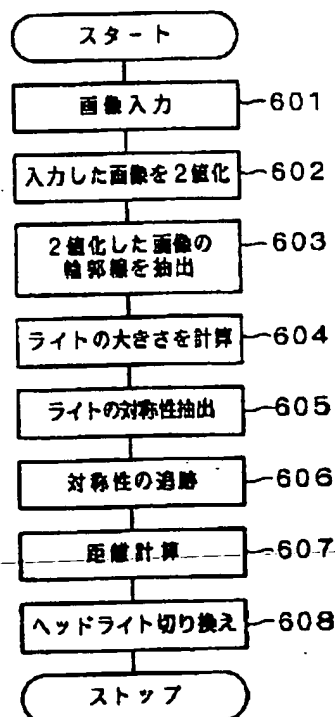 スタート
画像入力
601
入力した画像を2値化
602
2値化した画像の
輪郭線を抽出
603
ライトの大きさを計算
604
ライトの対称性抽出
605
対称性の追跡
606
距離計算
607
ヘッドライト切り換え
608
ストップ